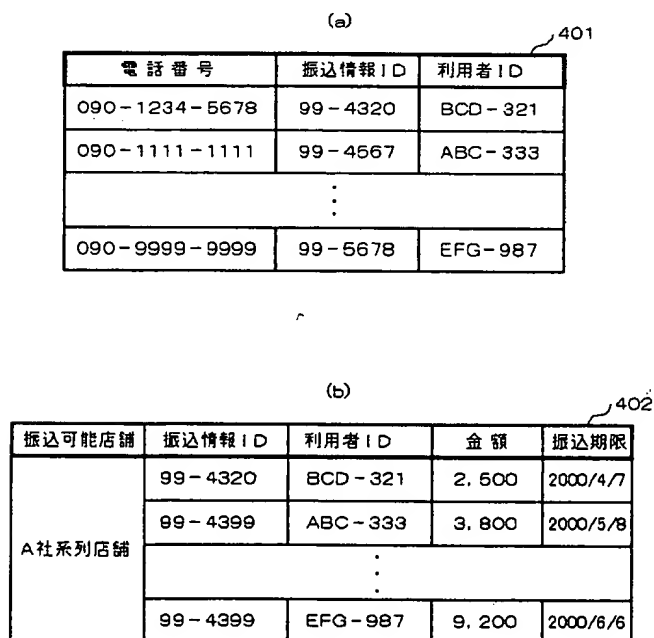 (a)
401
電話番号 振込情報ID 利用者ID
090-1234-5678 99-4320 BCD-321
090-1111-1111 99-4567 ABC-333
⋮
090-9999-9999 99-5678 EFG-987
(b)
402
振込可能店舗 振込情報ID 利用者ID 金額 振込期限
99-4320 BCD-321 2,500 2000/4/7
99-4399 ABC-333 3,800 2000/5/8
A社系列店舗
⋮
99-4399 EFG-987 9,200 2000/6/6